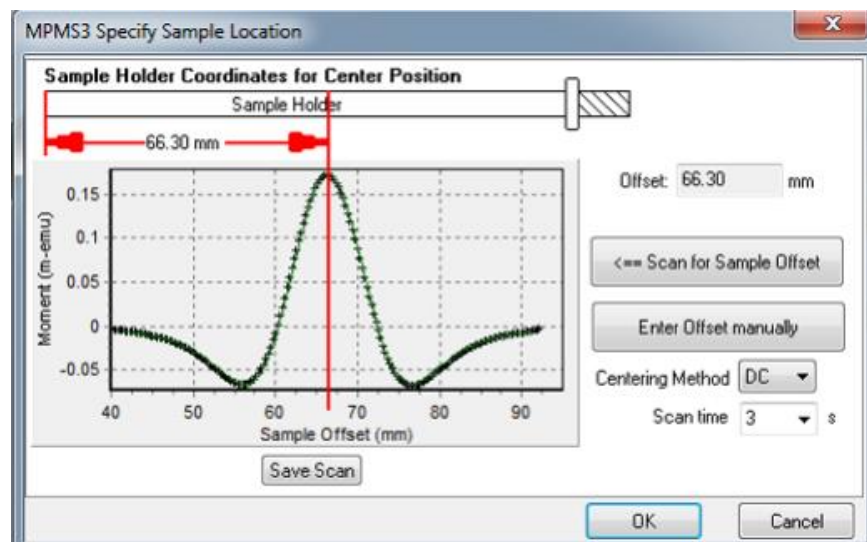 MPMS3 Specify Sample Location
Sample Holder Coordinates for Center Position
Sample Holder
66.30 mm
Offset: 66.30 mm
<== Scan for Sample Offset
Enter Offset manually
Centering Method DC
Scan time 3 s
Moment (m-emu)
0.15
0.1
0.05
0
-0.05
40 50 60 70 80 90
Sample Offset (mm)
Save Scan
OK Cancel